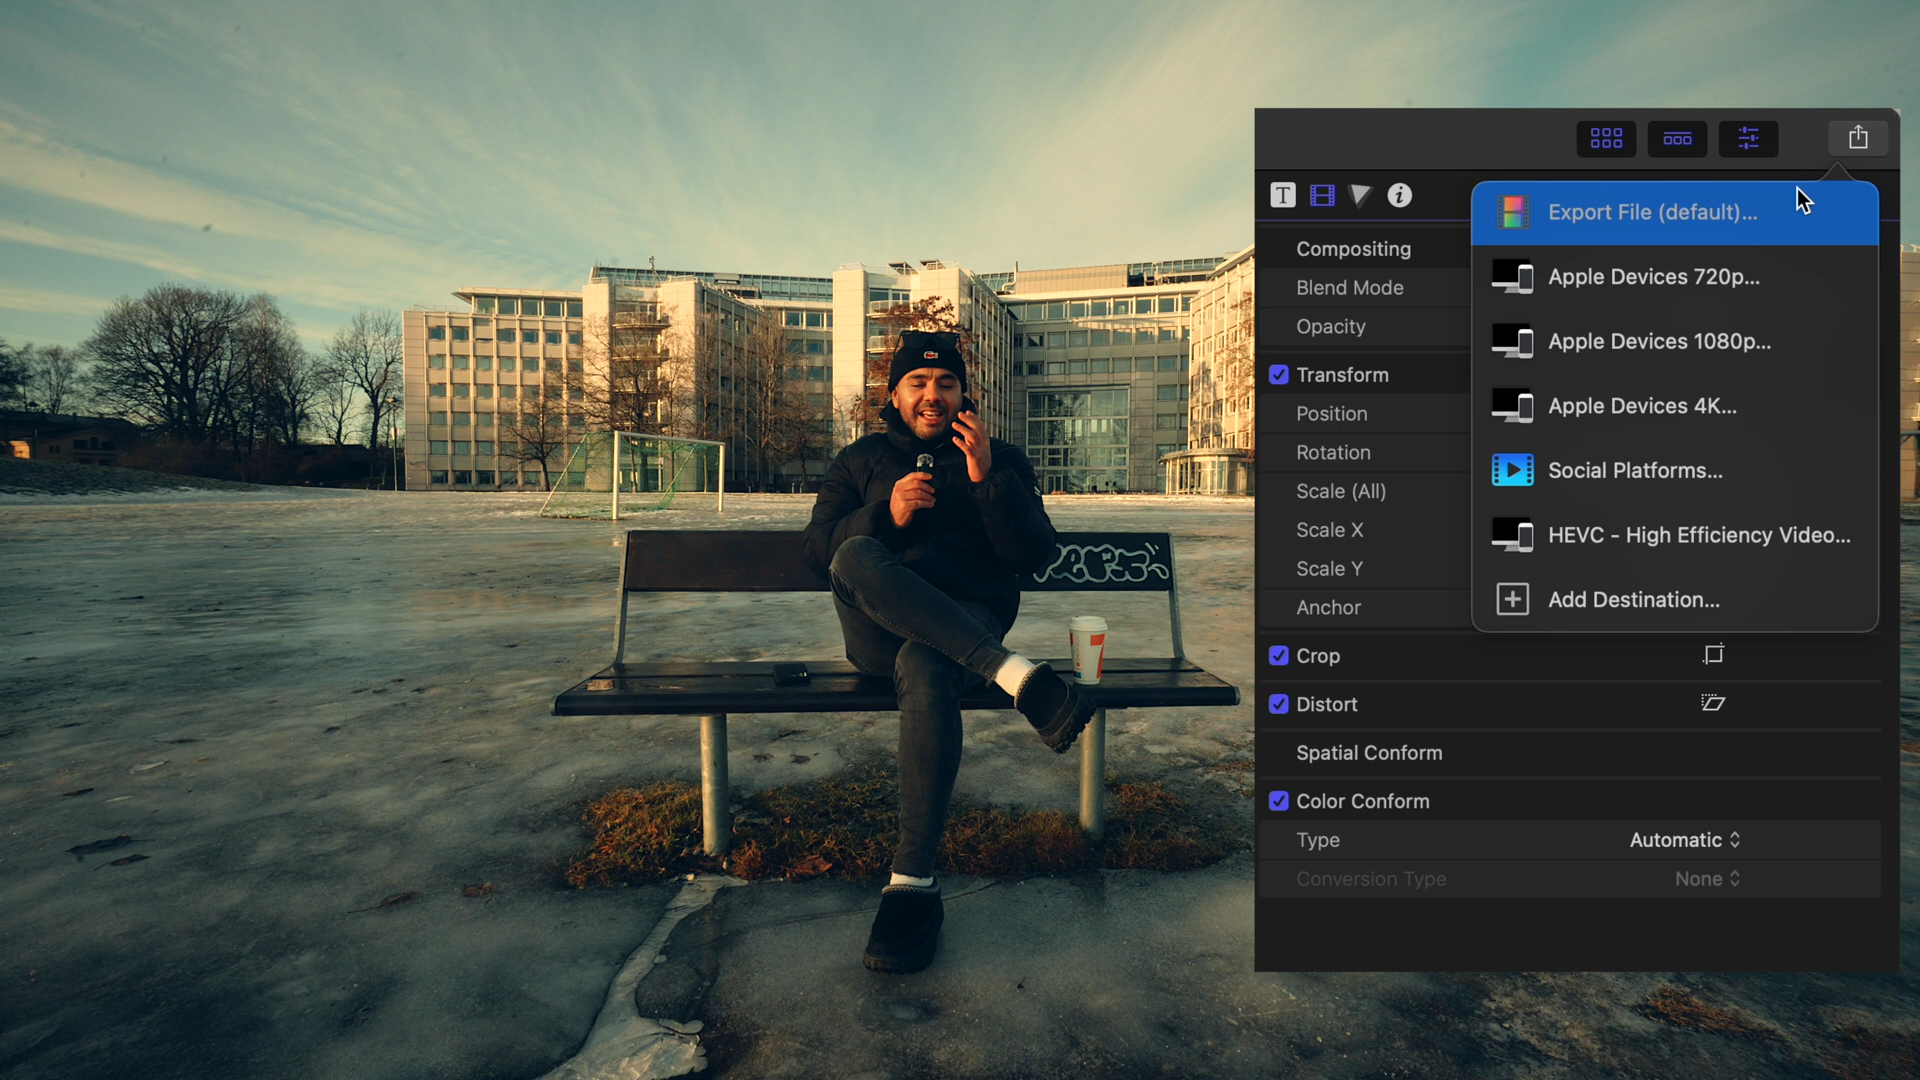 T
i
Export File (default)...
Apple Devices 720p...
Apple Devices 1080p...
Apple Devices 4K...
Social Platforms...
HEVC - High Efficiency Video...
Add Destination...
Compositing
Blend Mode
Opacity
Transform
Position
Rotation
Scale (All)
Scale X
Scale Y
Anchor
Crop
Distort
Spatial Conform
Color Conform
Type Automatic
Conversion Type None